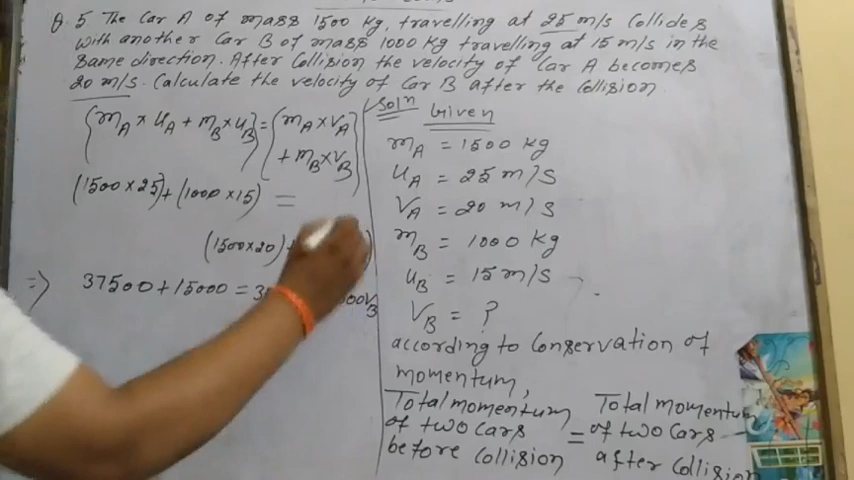 Q.5 The Car A of mass 1500 kg, travelling at 25 m/s Collides
with another Car B of mass 1000 kg travelling at 15 m/s in the
same direction. After Collision the velocity of Car A becomes
20 m/s. Calculate the velocity of Car B after the Collision.
{mA × uA + mB × uB} = {mA × VA
+ mB × VB}
(1500 × 25) + (1000 × 15) =
(1500×20) +
⇒ 37500 + 15000 = 3
Solⁿ Given
mA = 1500 kg
uA = 25 m/s
VA = 20 m/s
mB = 1000 kg
uB = 15 m/s
VB = ?
according to Conservation of
momentum,
Total momentum
of two Cars
before Collision
=
Total momentum
of two Cars
after Collision